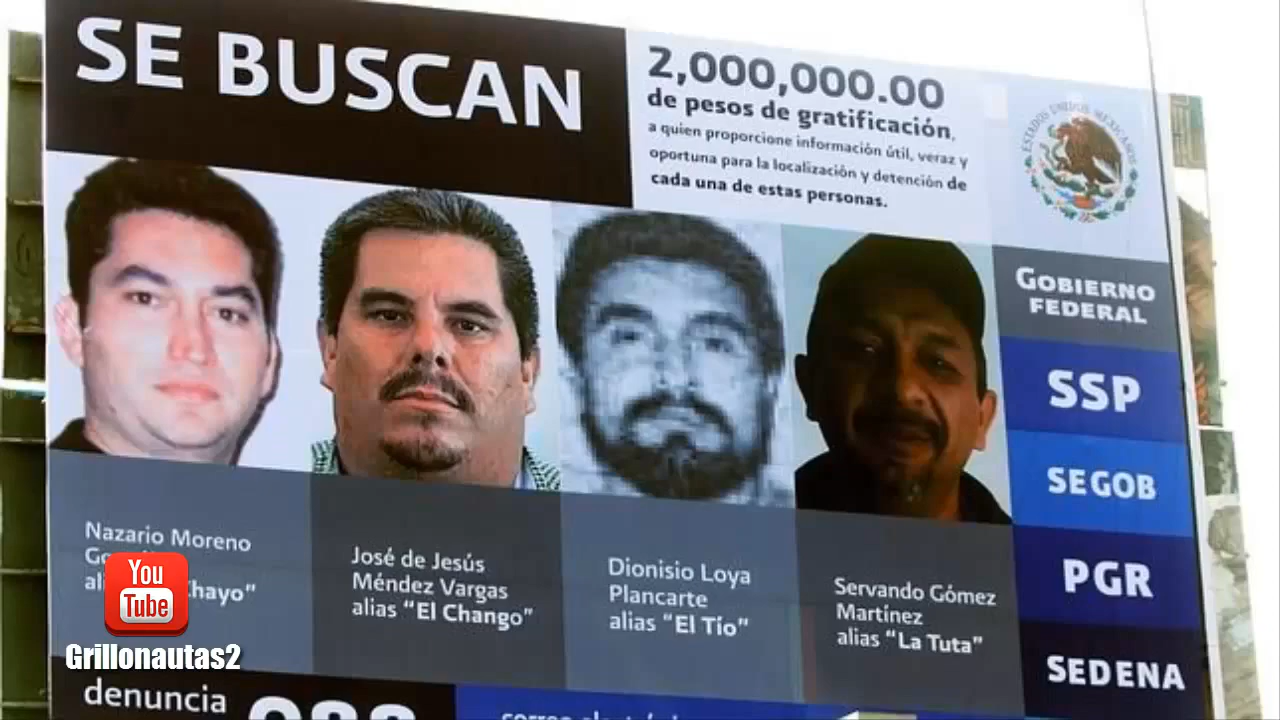 SE BUSCAN
2,000,000.00
de pesos de gratificación,
a quien proporcione información útil, veraz y
oportuna para la localización y detención de
cada una de estas personas.
ESTADOS UNIDOS MEXICANOS
GOBIERNO
FEDERAL
SSP
SEGOB
PGR
SEDENA
Nazario Moreno
José de Jesús
Méndez Vargas
alias "El Chango"
Dionisio Loya
Plancarte
alias "El Tío"
Servando Gómez
Martínez
alias "La Tuta"
You
Tube
Grillonautas2
denuncia